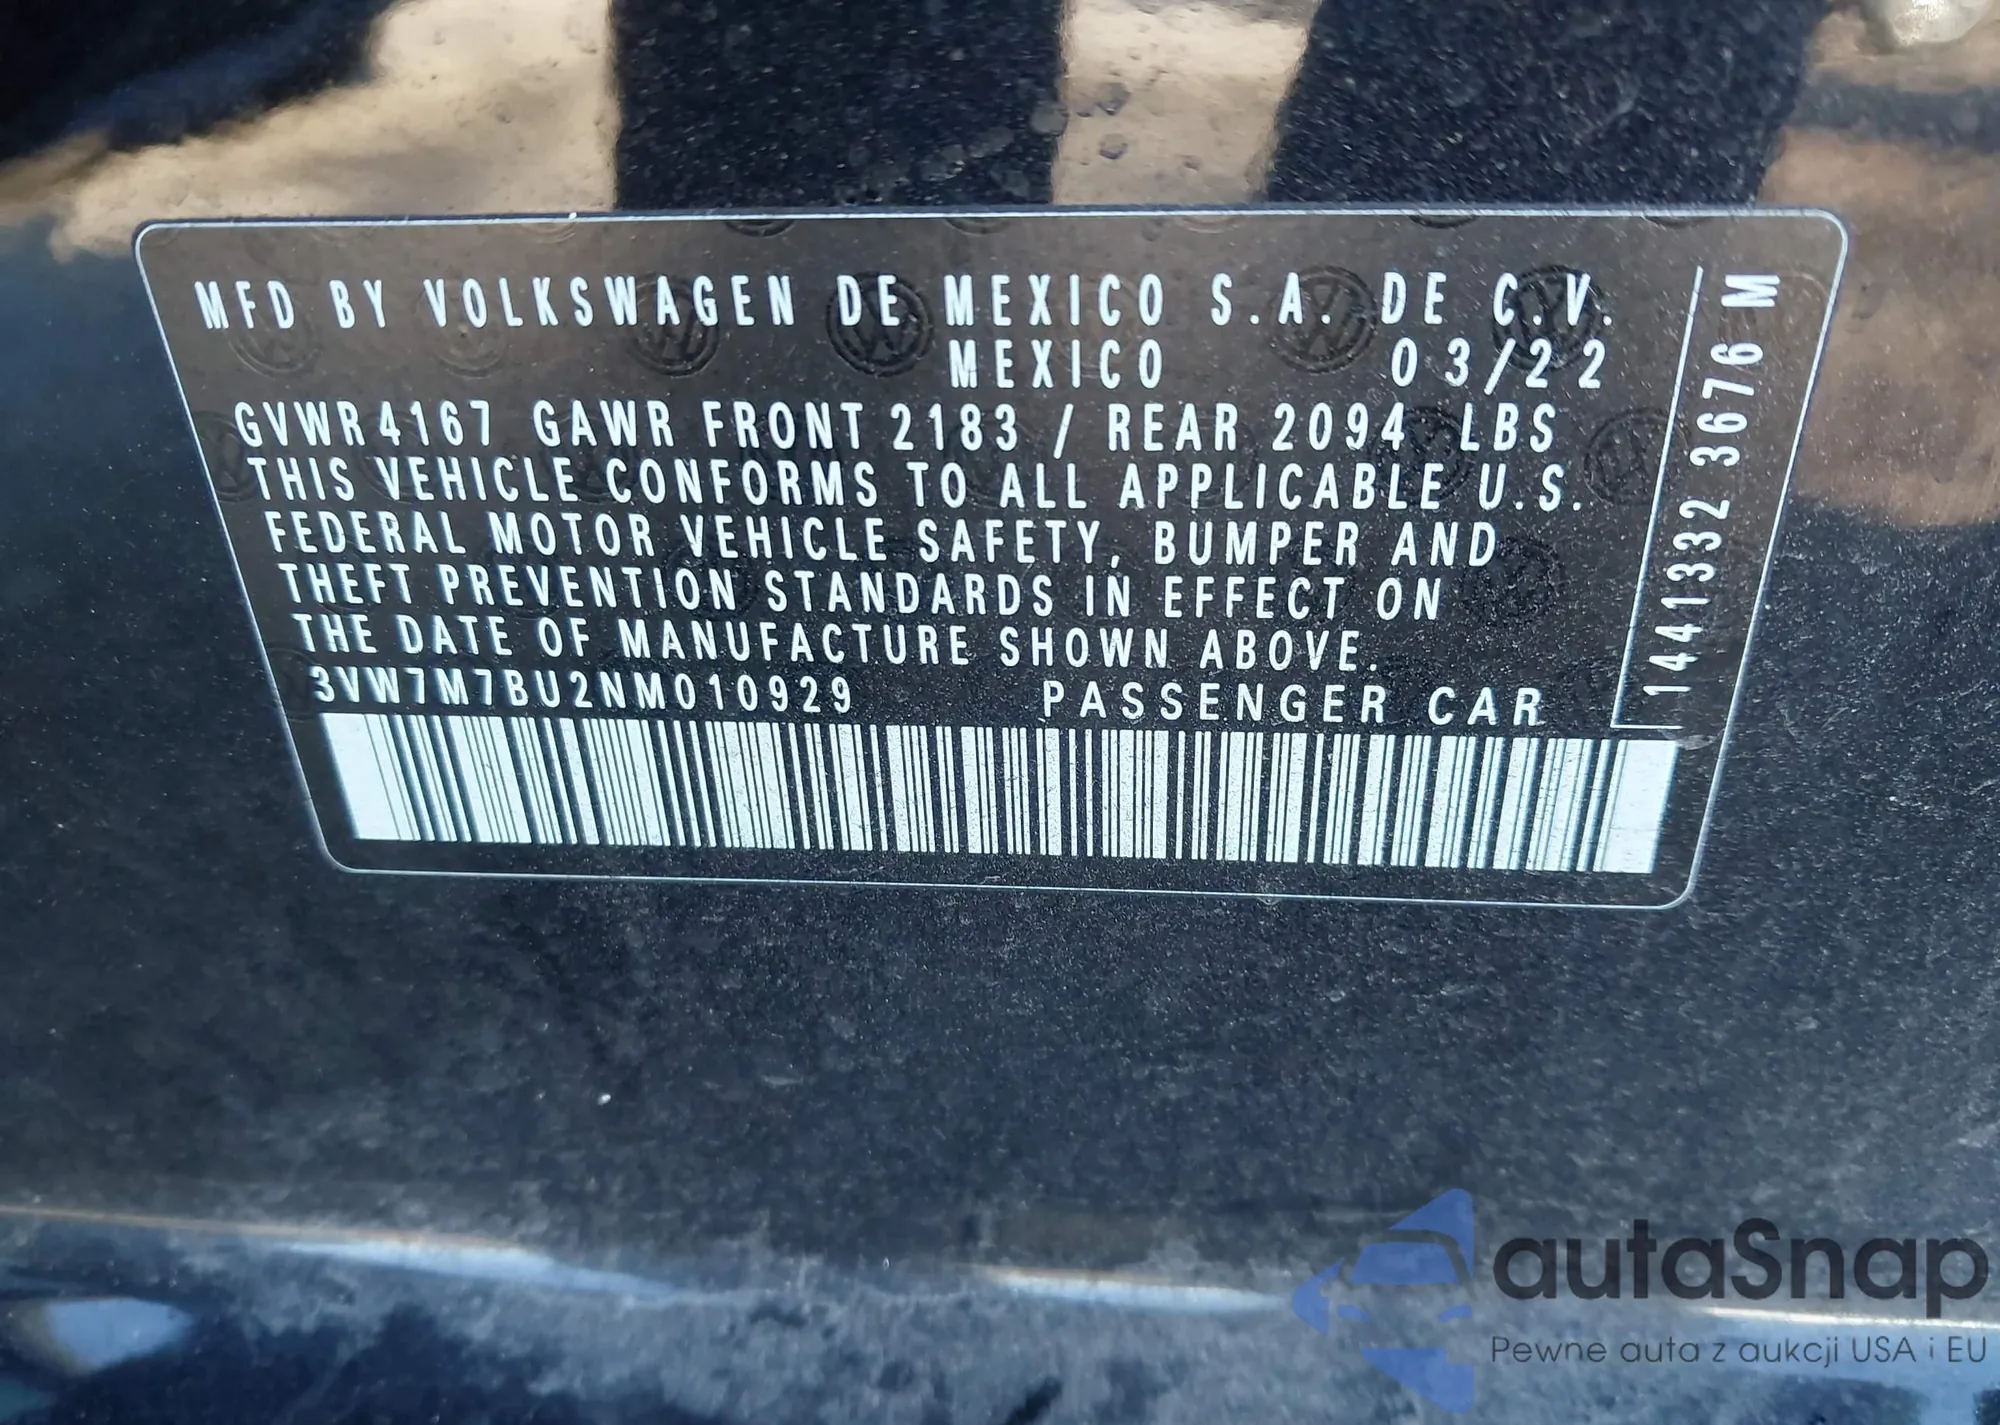 MFD BY VOLKSWAGEN DE MEXICO S.A. DE C.V.
MEXICO 03/22
GVWR 4167 GAWR FRONT 2183 / REAR 2094 LBS
THIS VEHICLE CONFORMS TO ALL APPLICABLE U.S.
FEDERAL MOTOR VEHICLE SAFETY, BUMPER AND
THEFT PREVENTION STANDARDS IN EFFECT ON
THE DATE OF MANUFACTURE SHOWN ABOVE.
3VW7M7BU2NM010929 PASSENGER CAR
1441332 3676 M
autaSnap
Pewne auta z aukcji USA i EU